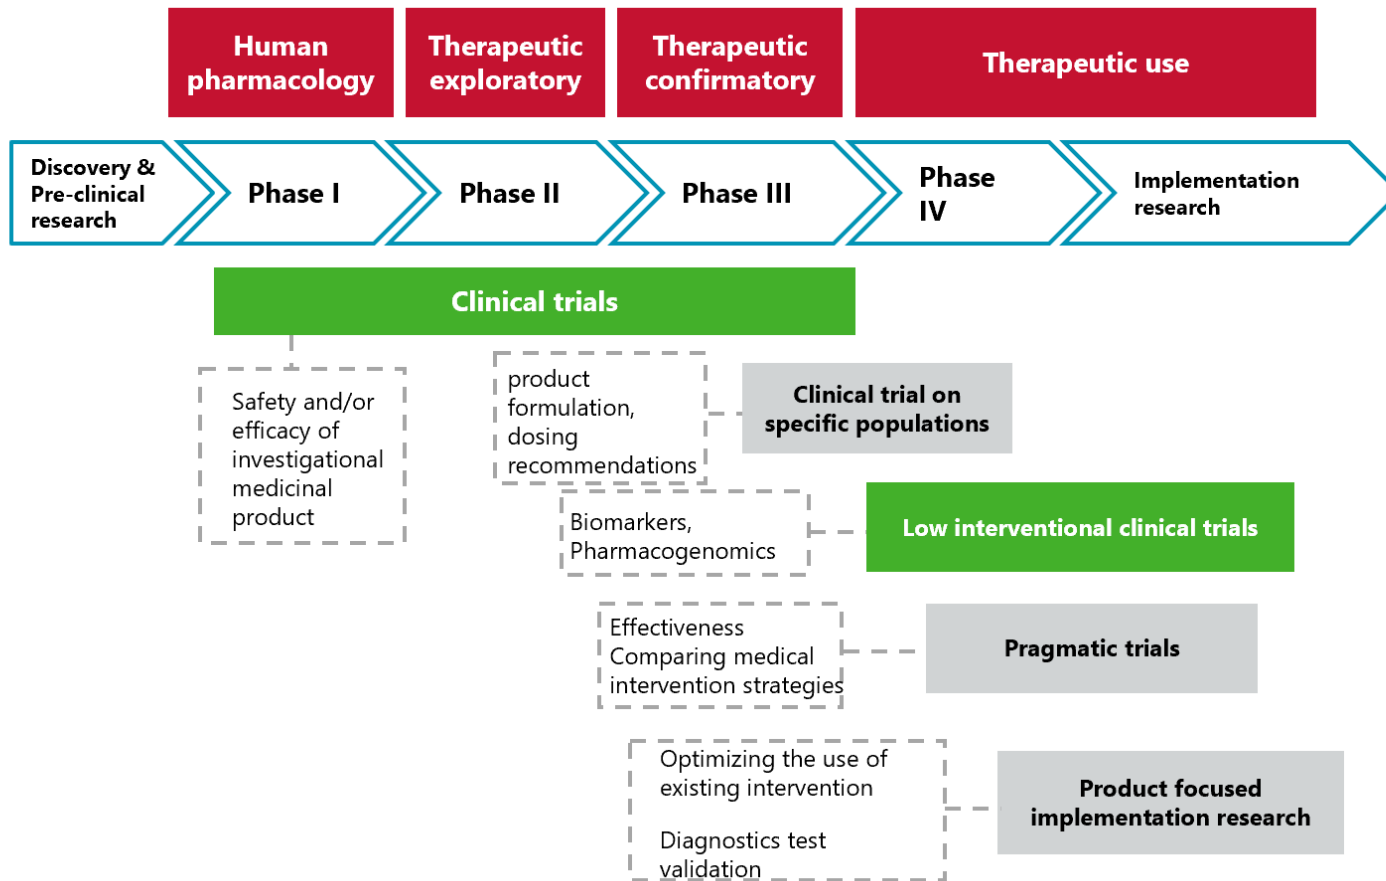 Human
pharmacology
Therapeutic
exploratory
Therapeutic
confirmatory
Therapeutic use
Discovery &
Pre-clinical
research
Phase I
Phase II
Phase III
Phase
IV
Implementation
research
Clinical trials
Safety and/or
efficacy of
investigational
medicinal
product
product
formulation,
dosing
recommendations
Clinical trial on
specific populations
Biomarkers,
Pharmacogenomics
Low interventional clinical trials
Effectiveness
Comparing medical
intervention strategies
Pragmatic trials
Optimizing the use of
existing intervention
Diagnostics test
validation
Product focused
implementation research